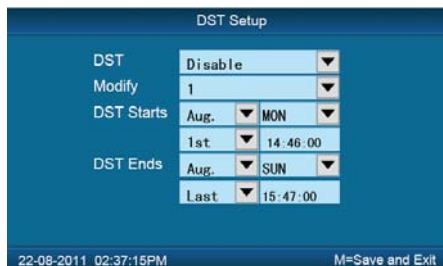 DST Setup
DST Disable
Modify 1
DST Starts Aug. MON
1st 14:46:00
DST Ends Aug. SUN
Last 15:47:00
22-08-2011 02:37:15PM M=Save and Exit